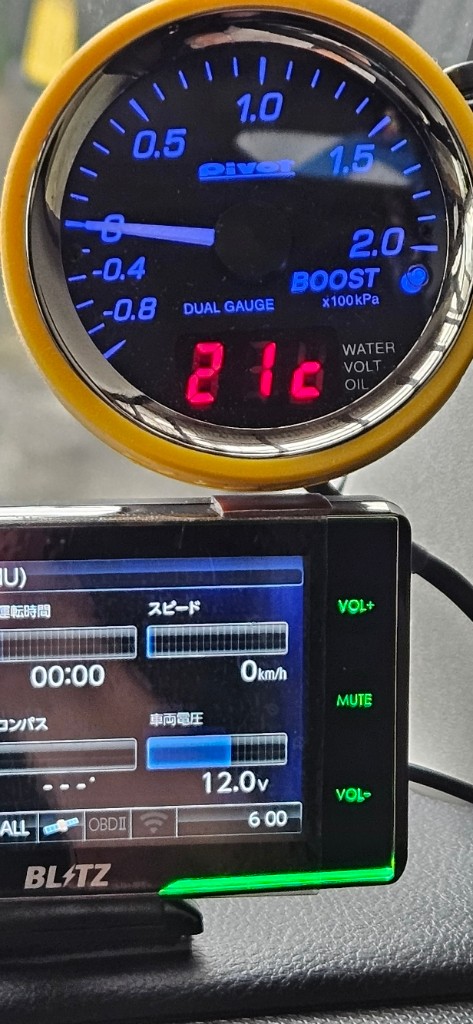 1.0
0.5
1.5
Pivot
0
2.0
-0.4
BOOST
-0.8
DUAL GAUGE
x100kPa
21c
WATER
VOLT
OIL
運転時間
スピード
00:00
0km/h
コンパス
車両電圧
---°
12.0v
ALL
OBDII
6 00
BLITZ
VOL+
MUTE
VOL-